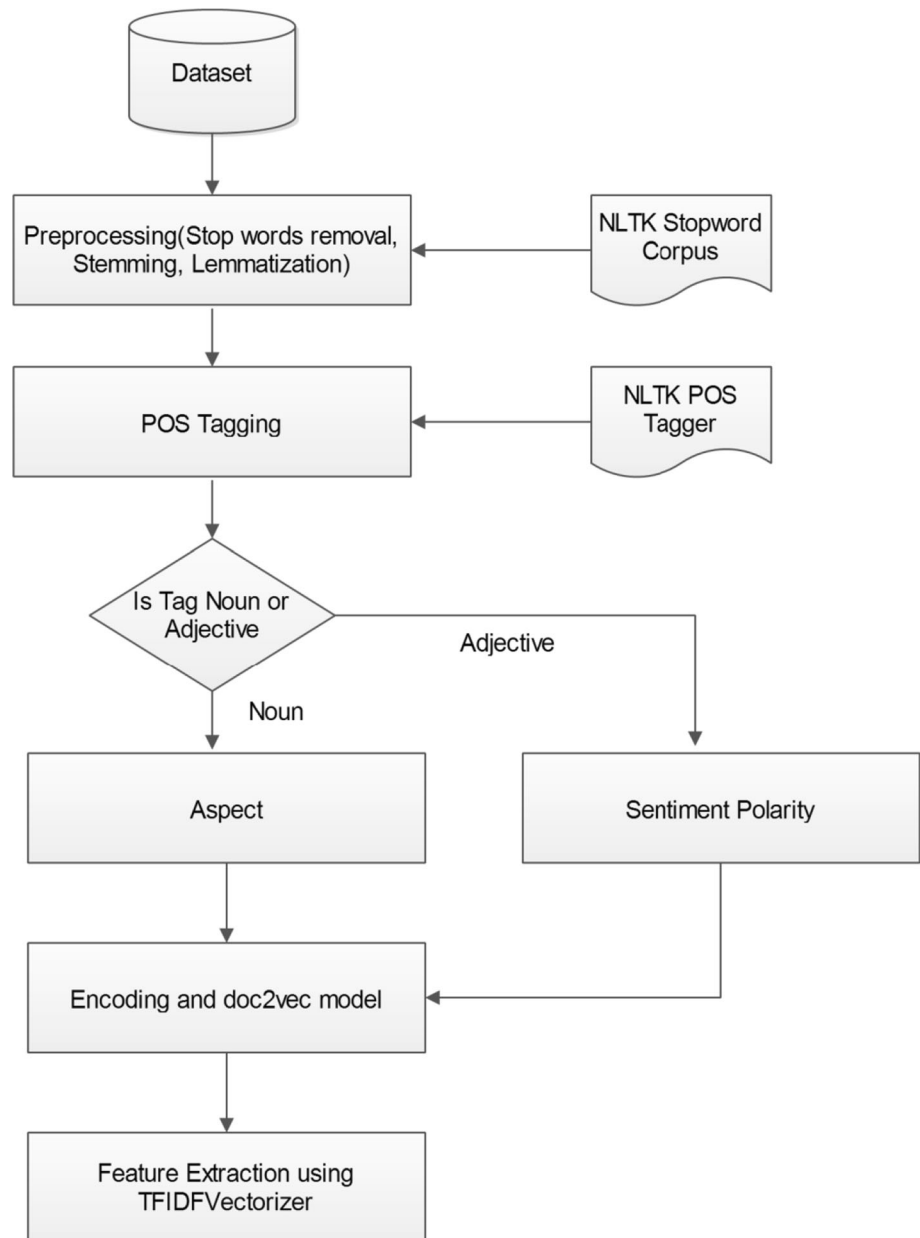 Dataset
Preprocessing(Stop words removal,
Stemming, Lemmatization)
NLTK Stopword
Corpus
POS Tagging
NLTK POS
Tagger
Is Tag Noun or
Adjective
Adjective
Noun
Aspect
Sentiment Polarity
Encoding and doc2vec model
Feature Extraction using
TFIDFVectorizer